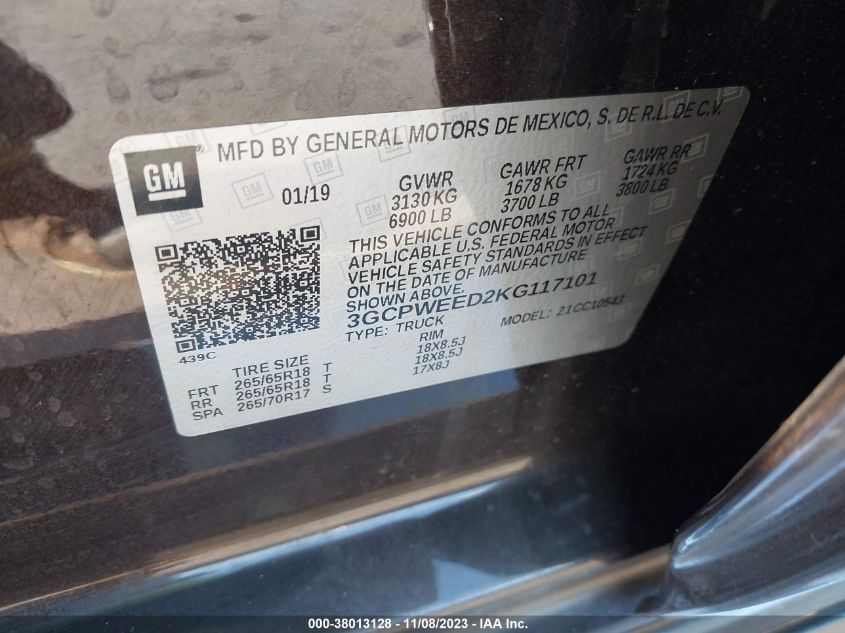 MFD BY GENERAL MOTORS DE MEXICO, S. DE R.L. DE C.V.
GM
01/19
GVWR
3130 KG
6900 LB
GAWR FRT
1678 KG
3700 LB
GAWR RR
1724 KG
3800 LB
THIS VEHICLE CONFORMS TO ALL
APPLICABLE U.S. FEDERAL MOTOR
VEHICLE SAFETY STANDARDS IN EFFECT
ON THE DATE OF MANUFACTURE
SHOWN ABOVE.
3GCPWEED2KG117101
TYPE: TRUCK
MODEL: 21CC10543
439C
TIRE SIZE
RIM
FRT 265/65R18 T 18X8.5J
RR 265/65R18 T 18X8.5J
SPA 265/70R17 S 17X8J
000-38013128 - 11/08/2023 - IAA Inc.